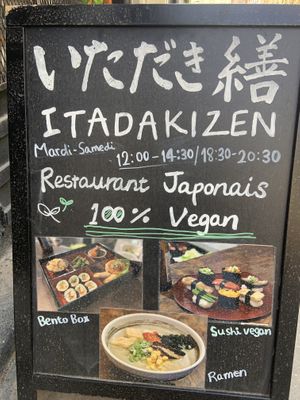 いただき繕
ITADAKIZEN
Mardi-Samedi
12:00-14:30/18:30-20:30
Restaurant Japonais
100% Vegan
Bento Box
Sushi vegan
Ramen